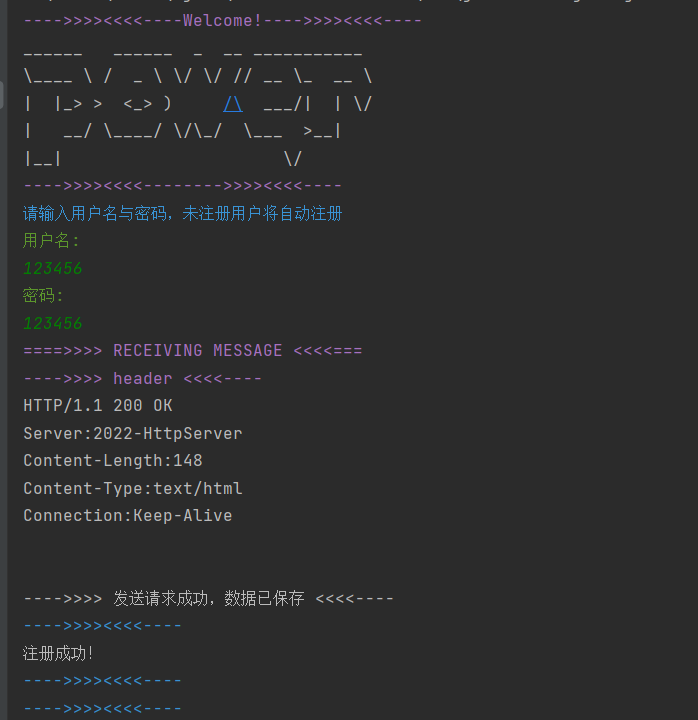 ---->>>><<<<----Welcome!---->>>><<<<----
______   ______  _  __ ___________
\____ \ /  _ \ \/ \/ // __ \_  __ \
|  |_> >  <_> )     /\  ___/|  | \/
|   __/ \____/ \/\_/  \___  >__|
|__|                      \/
---->>>><<<<-------->>>><<<<----
请输入用户名与密码，未注册用户将自动注册
用户名：
123456
密码：
123456
====>>>> RECEIVING MESSAGE <<<<===
---->>>> header <<<<----
HTTP/1.1 200 OK
Server:2022-HttpServer
Content-Length:148
Content-Type:text/html
Connection:Keep-Alive
---->>>> 发送请求成功，数据已保存 <<<<----
---->>>><<<<----
注册成功！
---->>>><<<<----
---->>>><<<<----